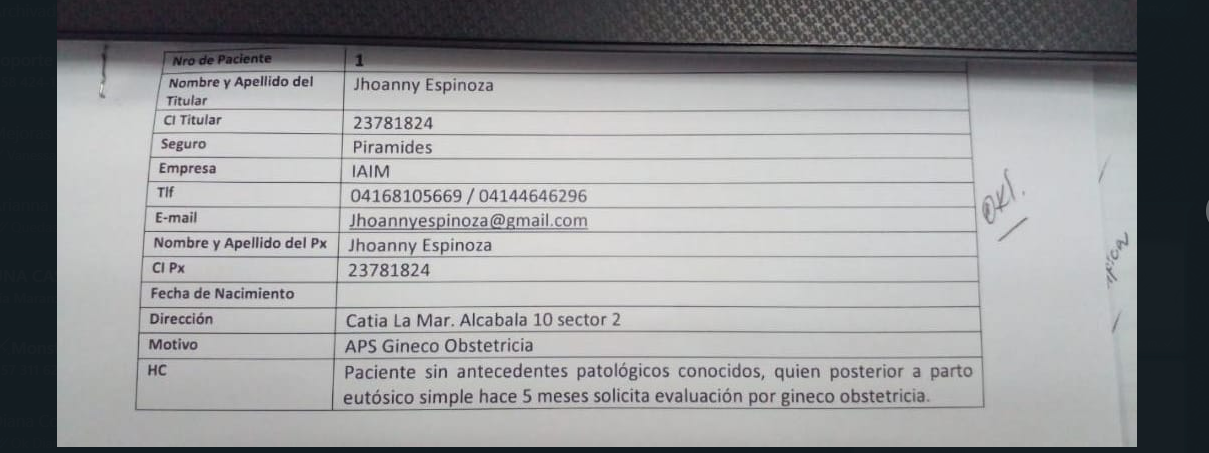 Nro de Paciente 1
Nombre y Apellido del Titular Jhoanny Espinoza
CI Titular 23781824
Seguro Piramides
Empresa IAIM
Tlf 04168105669 / 04144646296
E-mail Jhoannyespinoza@gmail.com
Nombre y Apellido del Px Jhoanny Espinoza
CI Px 23781824
Fecha de Nacimiento
Dirección Catia La Mar. Alcabala 10 sector 2
Motivo APS Gineco Obstetricia
HC Paciente sin antecedentes patológicos conocidos, quien posterior a parto
eutósico simple hace 5 meses solicita evaluación por gineco obstetricia.